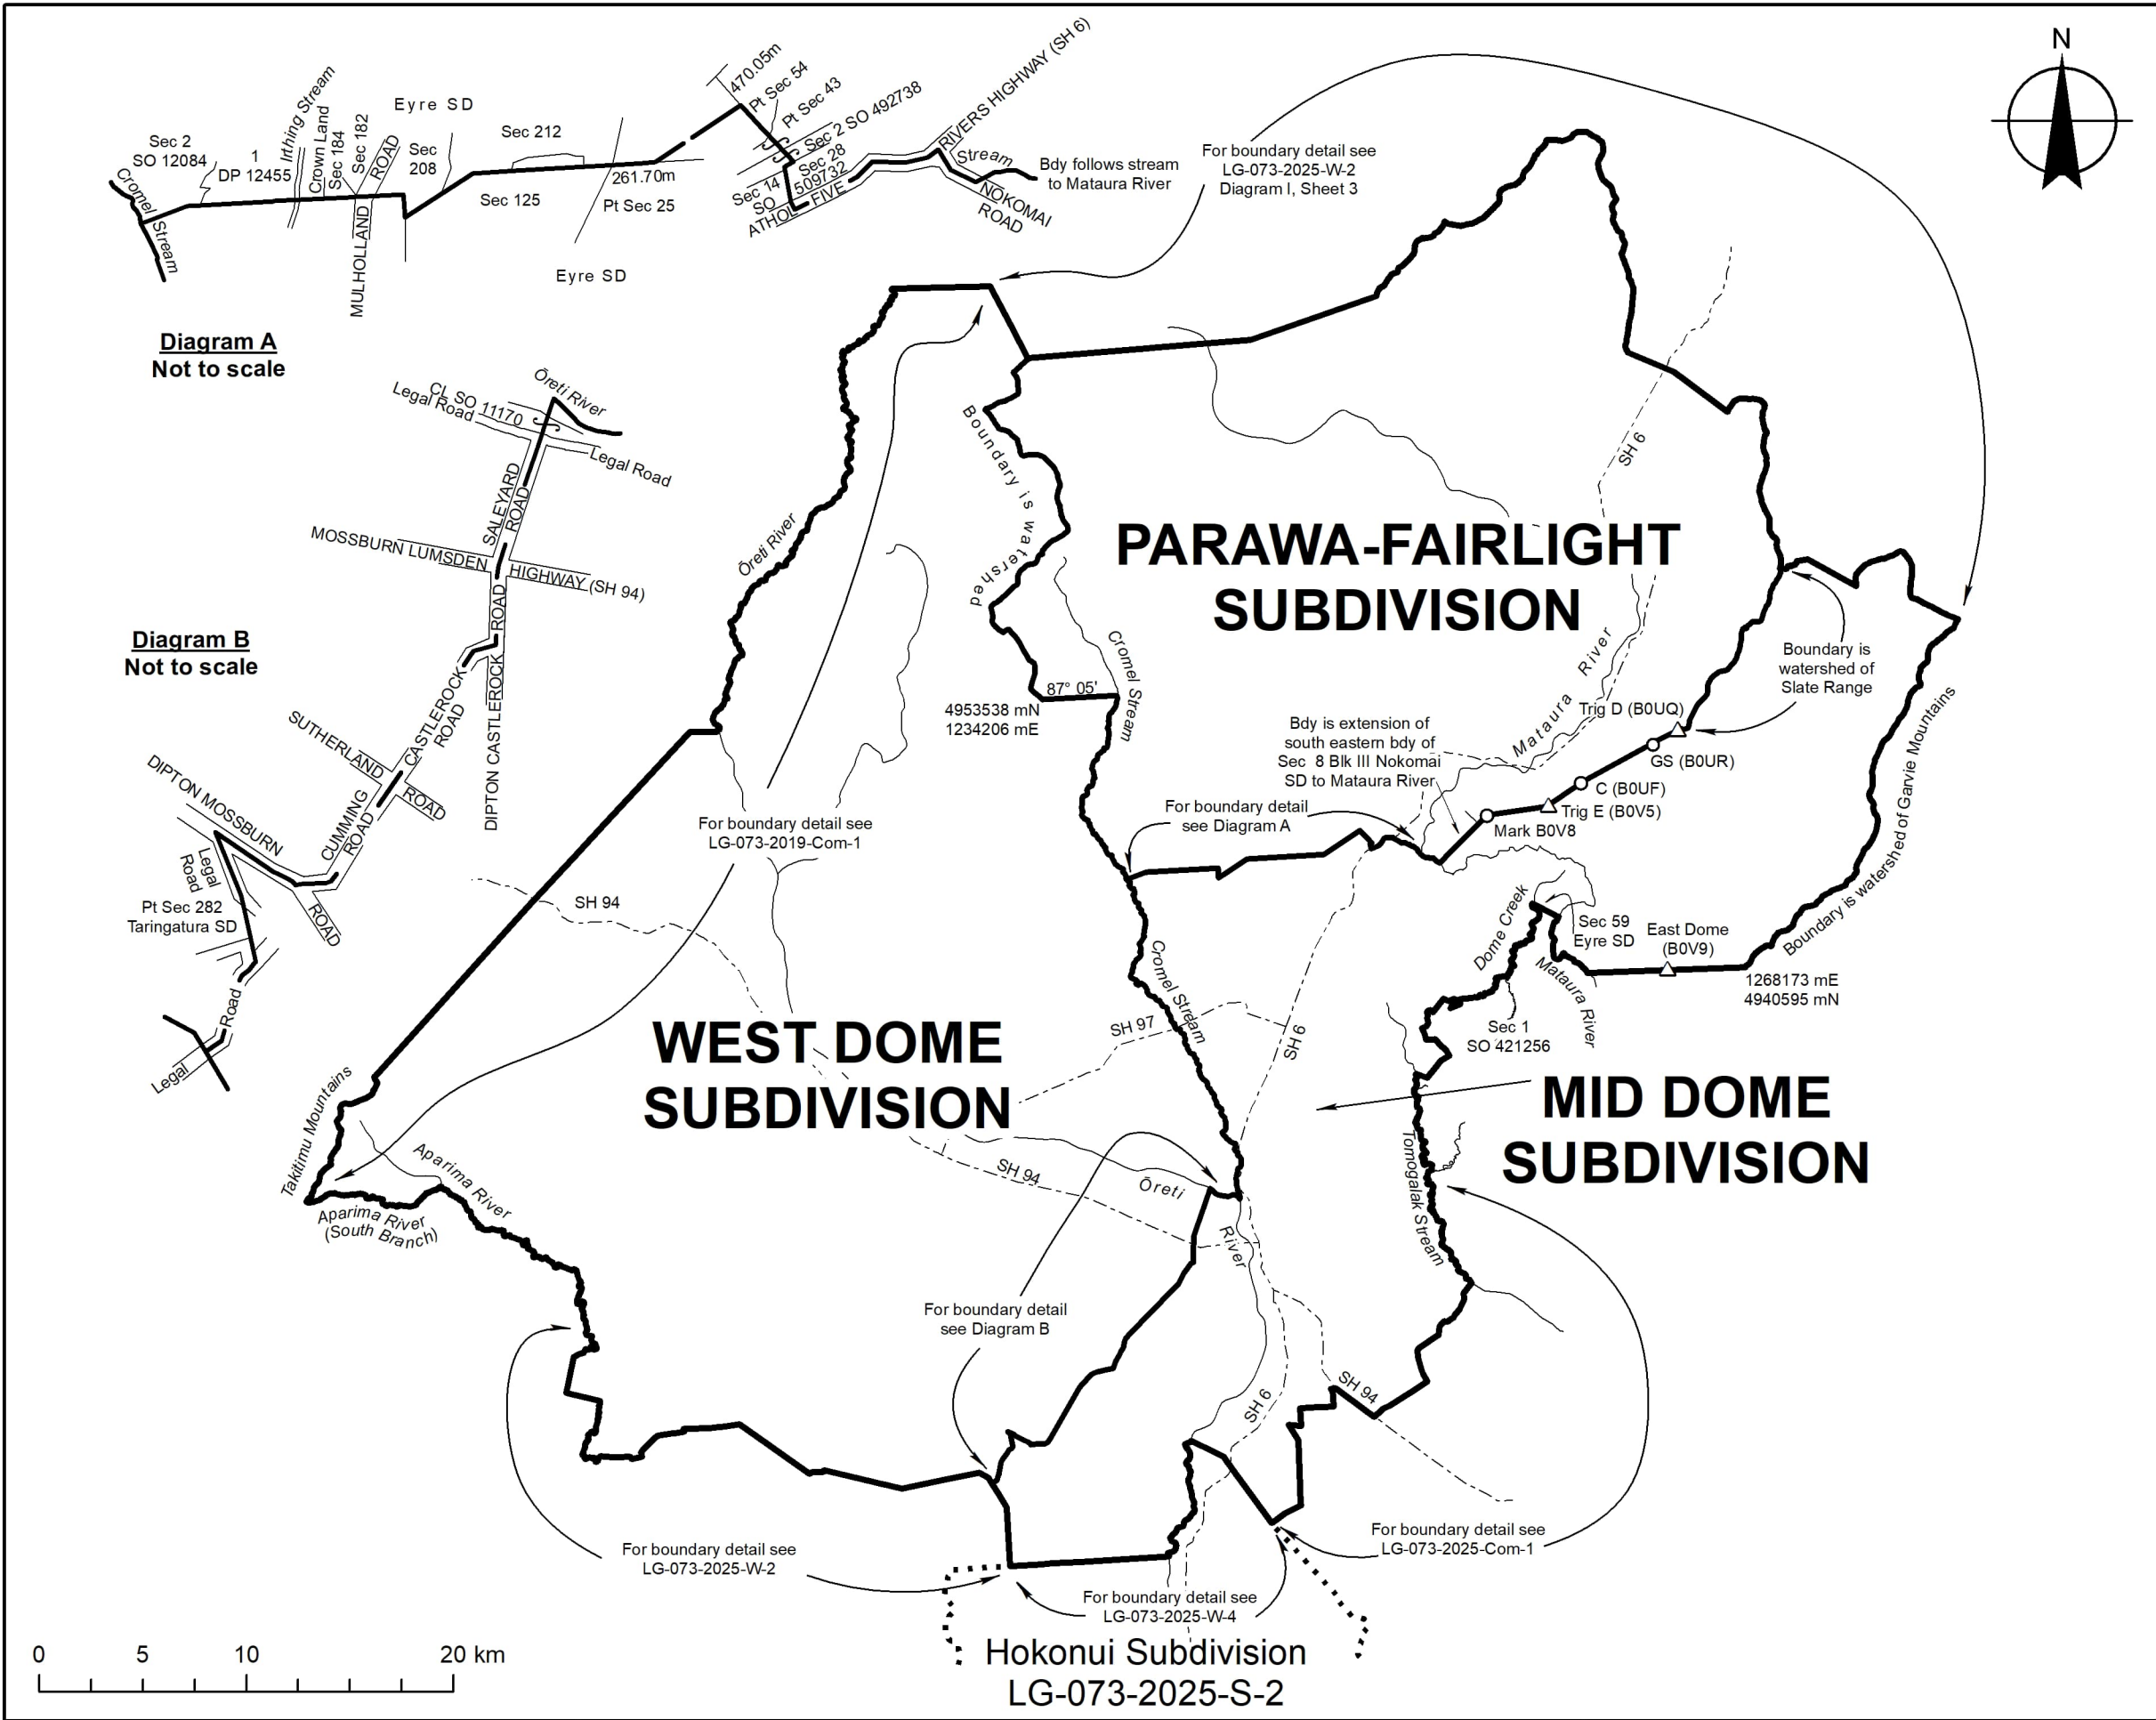 N
Sec 2
SO 12084
1
DP 12455
Irthing Stream
Crown Land
Sec 184
Sec 182
ROAD
MULHOLLAND
Eyre SD
Sec
208
Sec 212
Sec 125
261.70m
Pt Sec 25
Eyre SD
470.05m
Pt Sec 54
Pt Sec 43
Sec 2 SO 492738
Sec 28
Sec 14
SO 509732
ATHOL FIVE
RIVERS HIGHWAY (SH 6)
Stream
NOKOMAI
ROAD
Bdy follows stream
to Mataura River
Cromel Stream
Diagram A
Not to scale
For boundary detail see
LG-073-2025-W-2
Diagram I, Sheet 3
Ōreti River
CL SO 11170
Legal Road
Legal Road
SALEYARD
ROAD
MOSSBURN LUMSDEN
HIGHWAY (SH 94)
ROAD
DIPTON CASTLEROCK
CASTLEROCK
ROAD
SUTHERLAND
ROAD
CUMMING
ROAD
DIPTON MOSSBURN
ROAD
Legal
Road
Pt Sec 282
Taringatura SD
Road
Legal
Diagram B
Not to scale
Ōreti River
Boundary is watershed
PARAWA-FAIRLIGHT
SUBDIVISION
SH 6
Mataura River
Cromel Stream
87° 05'
4953538 mN
1234206 mE
Bdy is extension of
south eastern bdy of
Sec 8 Blk III Nokomai
SD to Mataura River
Trig D (B0UQ)
GS (B0UR)
C (B0UF)
Trig E (B0V5)
Mark B0V8
Boundary is
watershed of
Slate Range
Boundary is watershed of Garvie Mountains
For boundary detail
see Diagram A
For boundary detail see
LG-073-2019-Com-1
SH 94
Dome Creek
Sec 59
Eyre SD
East Dome
(B0V9)
1268173 mE
4940595 mN
Mataura River
Sec 1
SO 421256
Cromel Stream
SH 97
SH 6
WEST DOME
SUBDIVISION
MID DOME
SUBDIVISION
Takitimu Mountains
Aparima River
Aparima River
(South Branch)
SH 94
Ōreti
River
Tomogalak Stream
For boundary detail
see Diagram B
SH 6
SH 94
For boundary detail see
LG-073-2025-W-2
For boundary detail see
LG-073-2025-Com-1
For boundary detail see
LG-073-2025-W-4
Hokonui Subdivision
LG-073-2025-S-2
0 5 10 20 km